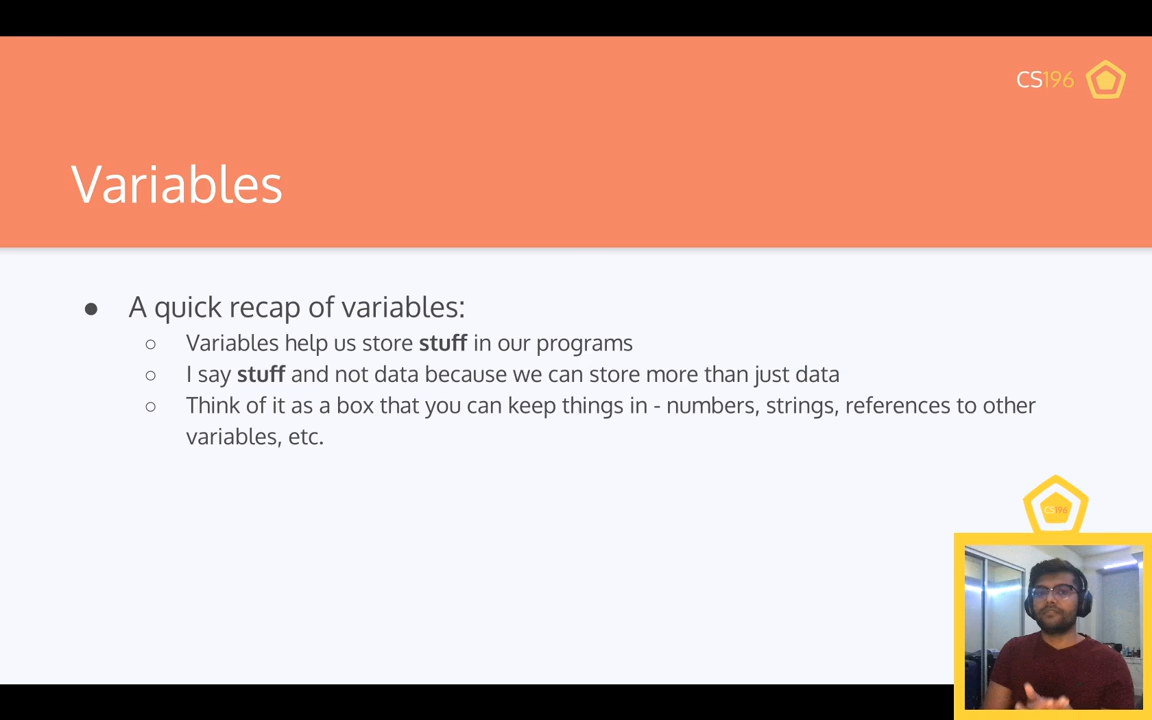 CS196
Variables
● A quick recap of variables:
○ Variables help us store stuff in our programs
○ I say stuff and not data because we can store more than just data
○ Think of it as a box that you can keep things in - numbers, strings, references to other
variables, etc.
CS196